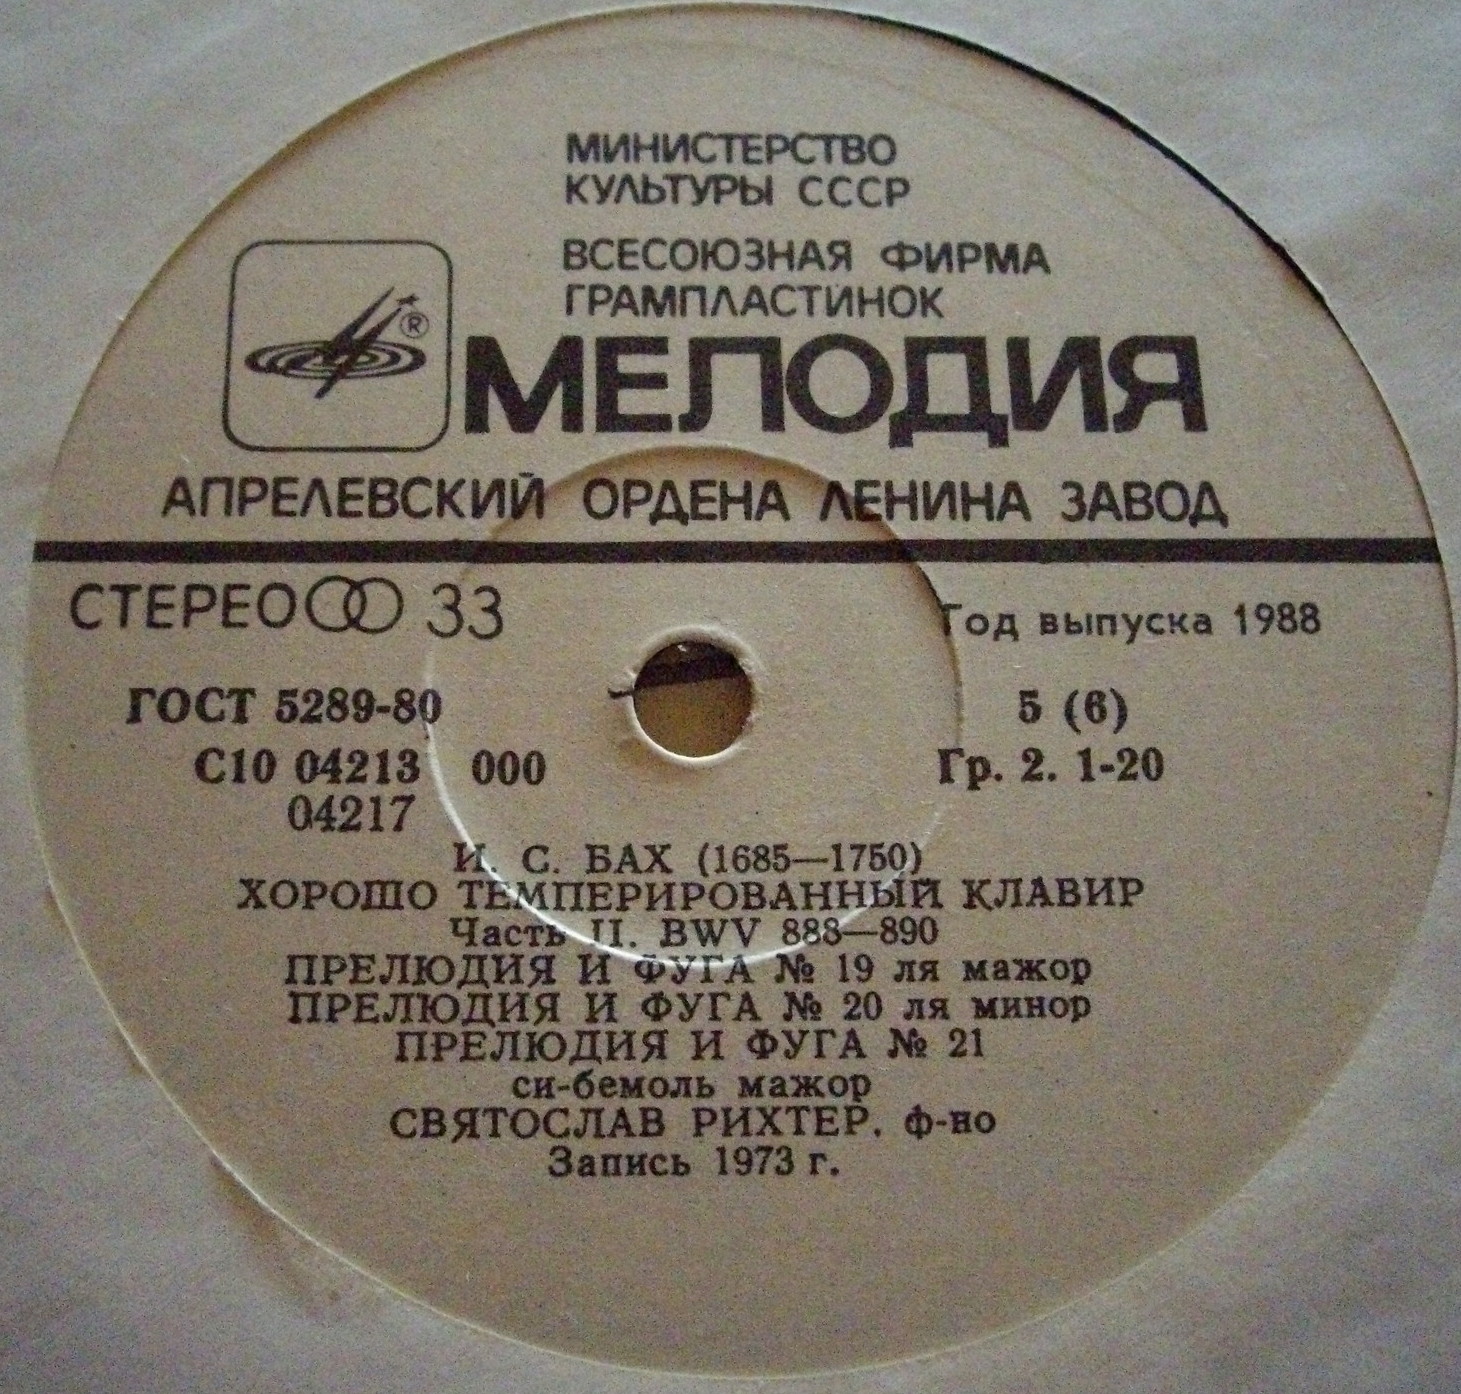 МИНИСТЕРСТВО
КУЛЬТУРЫ СССР
ВСЕСОЮЗНАЯ ФИРМА
ГРАМПЛАСТИНОК
®
МЕЛОДИЯ
АПРЕЛЕВСКИЙ ОРДЕНА ЛЕНИНА ЗАВОД
СТЕРЕО 33
Год выпуска 1988
ГОСТ 5289-80
5 (6)
С10 04213 000
Гр. 2. 1-20
04217
И. С. БАХ (1685—1750)
ХОРОШО ТЕМПЕРИРОВАННЫЙ КЛАВИР
Часть II. BWV 888—890
ПРЕЛЮДИЯ И ФУГА № 19 ля мажор
ПРЕЛЮДИЯ И ФУГА № 20 ля минор
ПРЕЛЮДИЯ И ФУГА № 21
си-бемоль мажор
СВЯТОСЛАВ РИХТЕР, ф-но
Запись 1973 г.